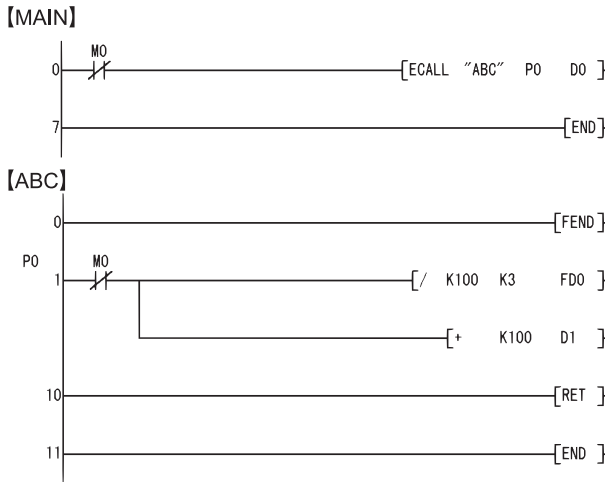 【MAIN】
M0
0 [ECALL "ABC" P0 D0 ]
7 [END]
【ABC】
0 [FEND]
P0 M0
1 [/ K100 K3 FD0 ]
[+ K100 D1 ]
10 [RET ]
11 [END ]